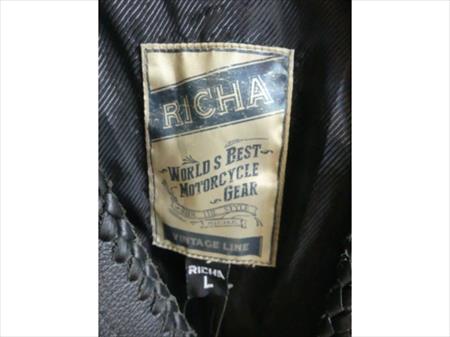 RICHA
WORLD'S BEST
MOTORCYCLE
GEAR
VINTAGE LINE
RICHA
L